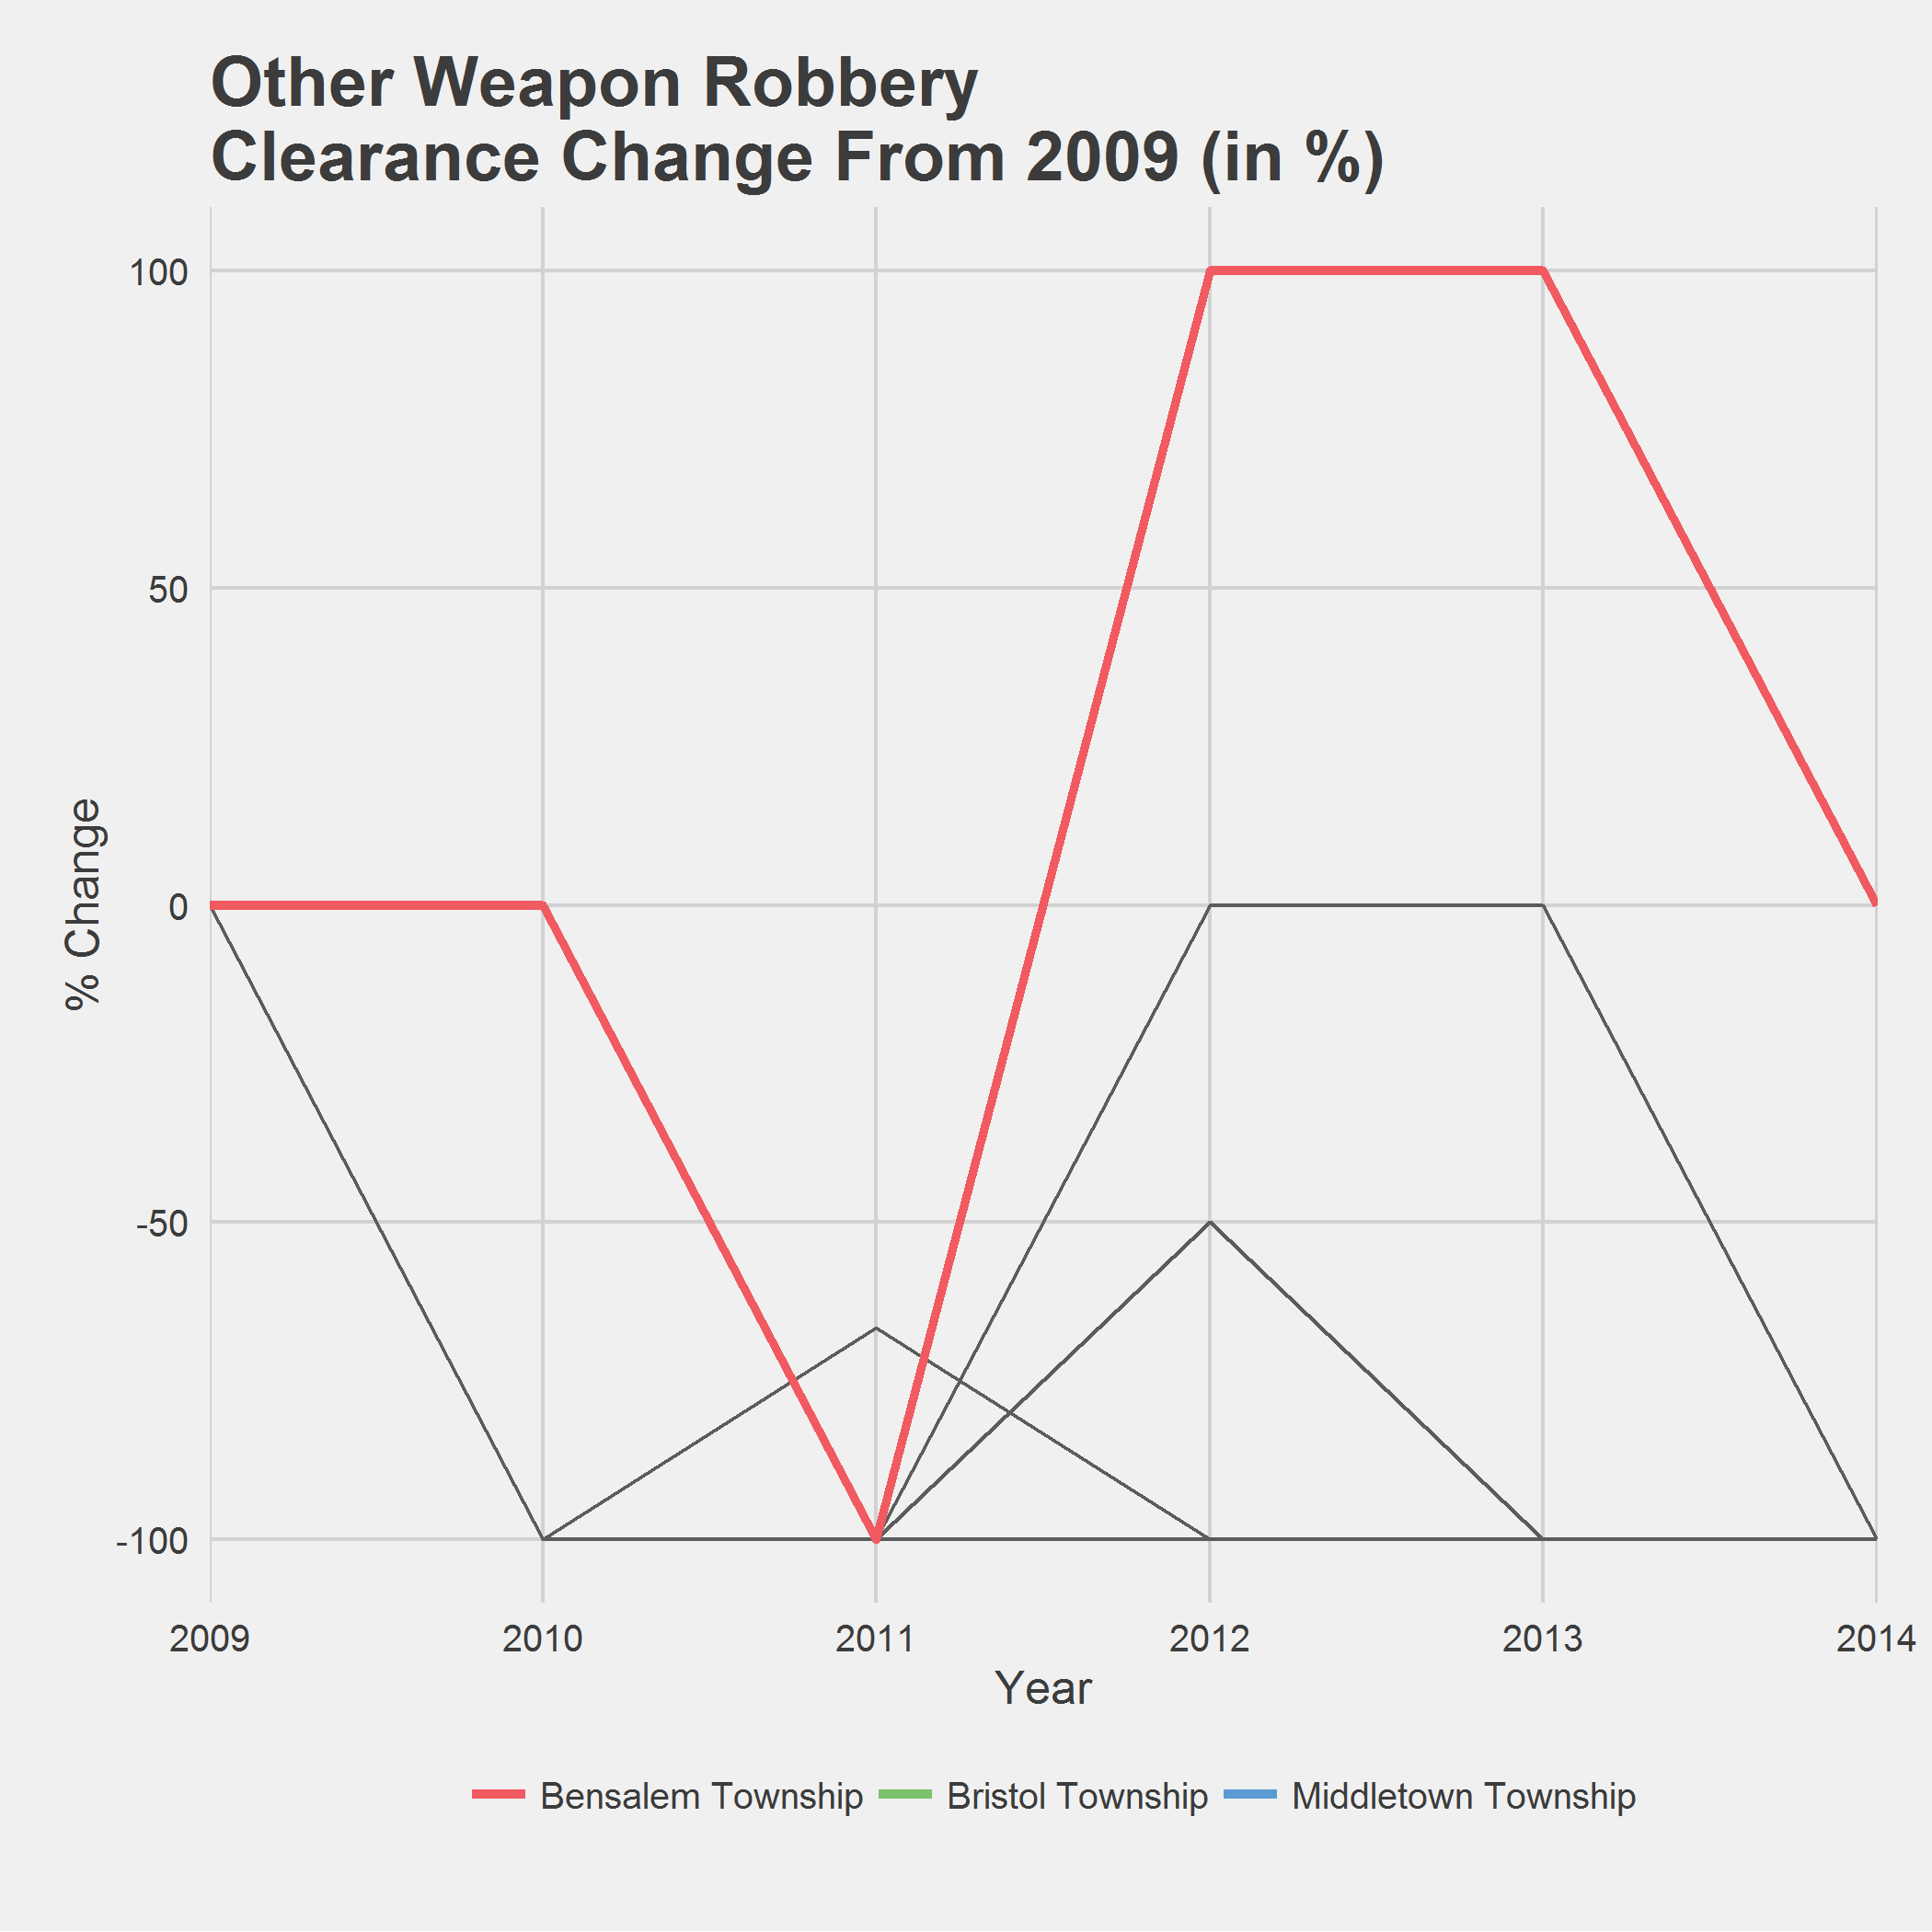 Other Weapon Robbery
Clearance Change From 2009 (in %)
100
50
0
-50
-100
% Change
2009 2010 2011 2012 2013 2014
Year
Bensalem Township Bristol Township Middletown Township